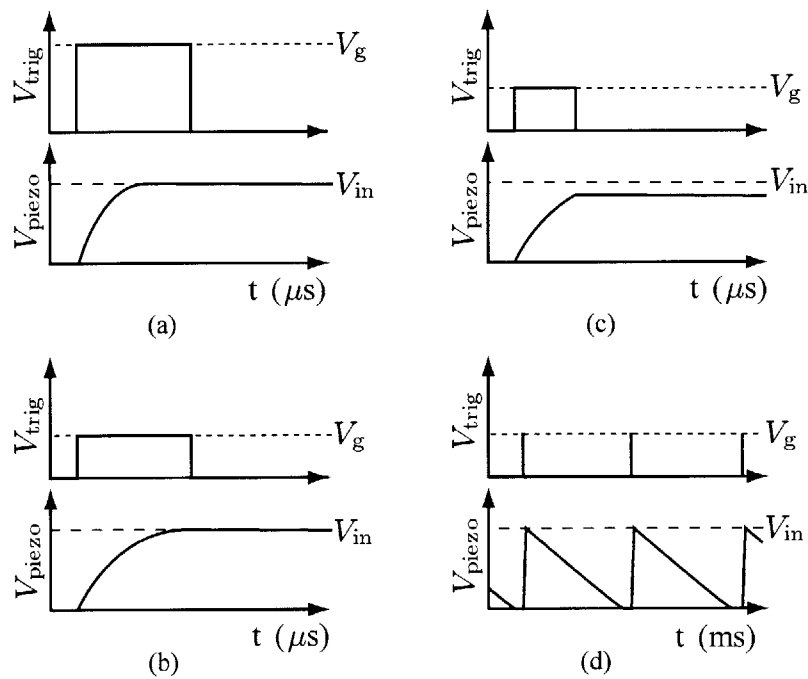 V_trig
V_g
V_piezo
V_in
t (μs)
(a)
V_trig
V_g
V_piezo
V_in
t (μs)
(c)
V_trig
V_g
V_piezo
V_in
t (μs)
(b)
V_trig
V_g
V_piezo
V_in
t (ms)
(d)